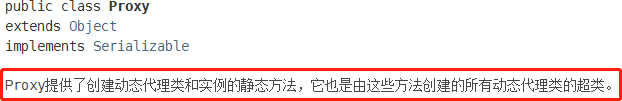 public class Proxy
extends Object
implements Serializable
Proxy提供了创建动态代理类和实例的静态方法，它也是由这些方法创建的所有动态代理类的超类。